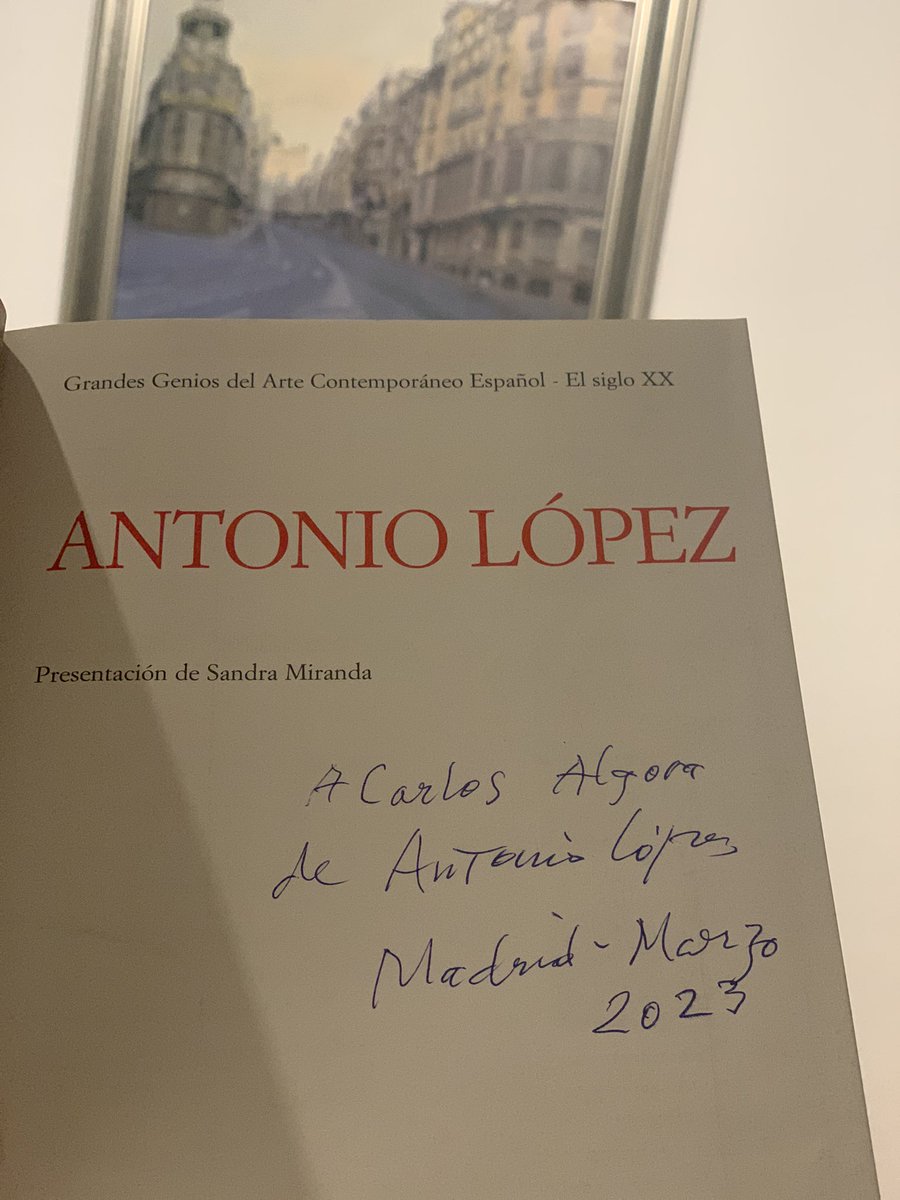 Grandes Genios del Arte Contemporáneo Español - El siglo XX
ANTONIO LÓPEZ
Presentación de Sandra Miranda
A Carlos Algora
de Antonio López
Madrid - Marzo
2023